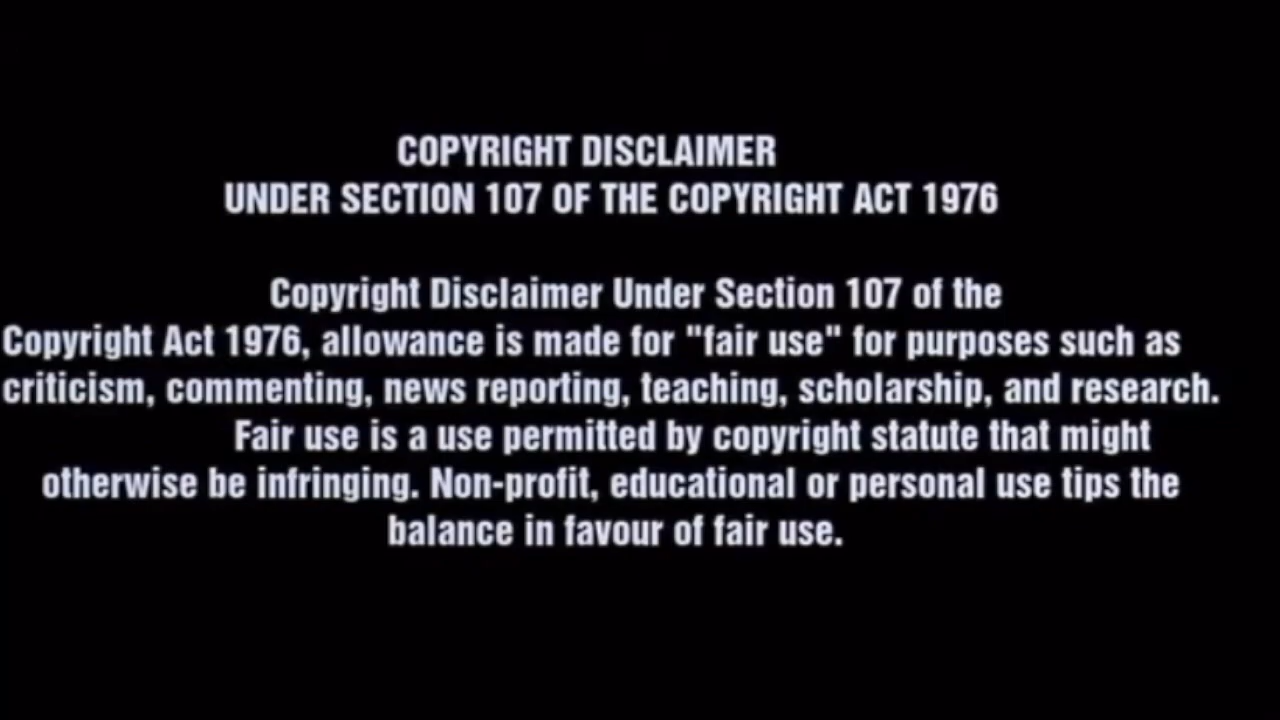 COPYRIGHT DISCLAIMER
UNDER SECTION 107 OF THE COPYRIGHT ACT 1976
Copyright Disclaimer Under Section 107 of the
Copyright Act 1976, allowance is made for "fair use" for purposes such as
criticism, commenting, news reporting, teaching, scholarship, and research.
Fair use is a use permitted by copyright statute that might
otherwise be infringing. Non-profit, educational or personal use tips the
balance in favour of fair use.